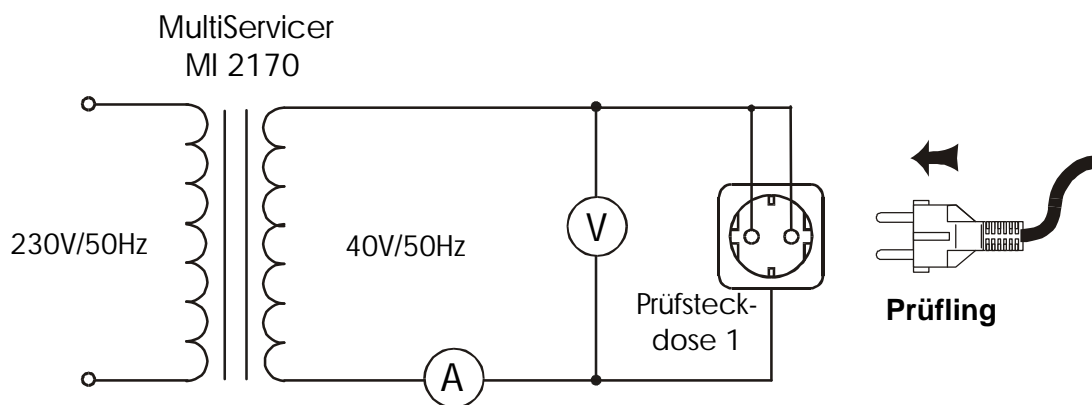 MultiServicer
MI 2170
230V/50Hz
40V/50Hz
V
A
Prüfsteck-
dose 1
Prüfling